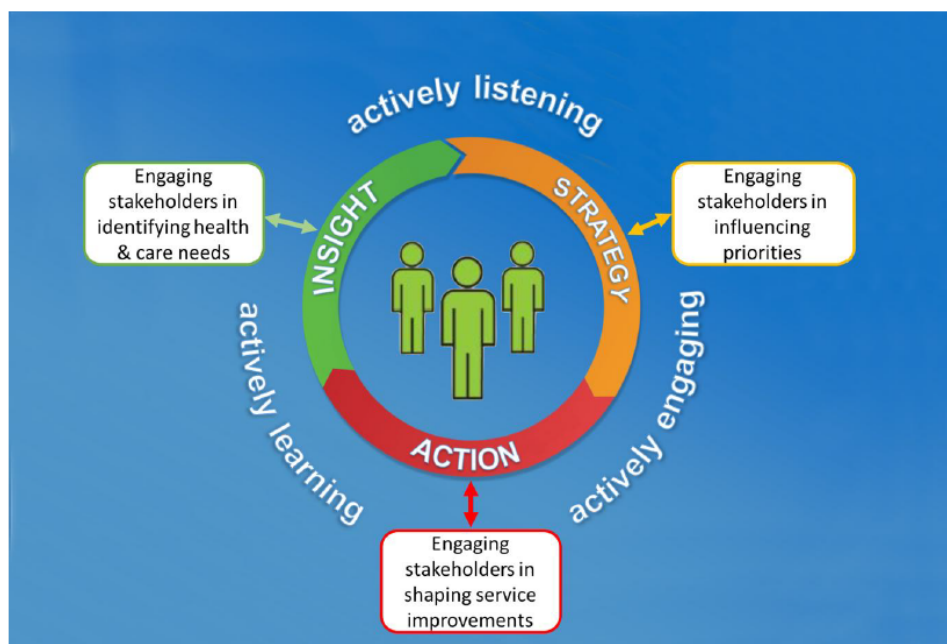 actively listening
Engaging
stakeholders in
identifying health
& care needs
INSIGHT
STRATEGY
Engaging
stakeholders in
influencing
priorities
actively learning
ACTION
actively engaging
Engaging
stakeholders in
shaping service
improvements